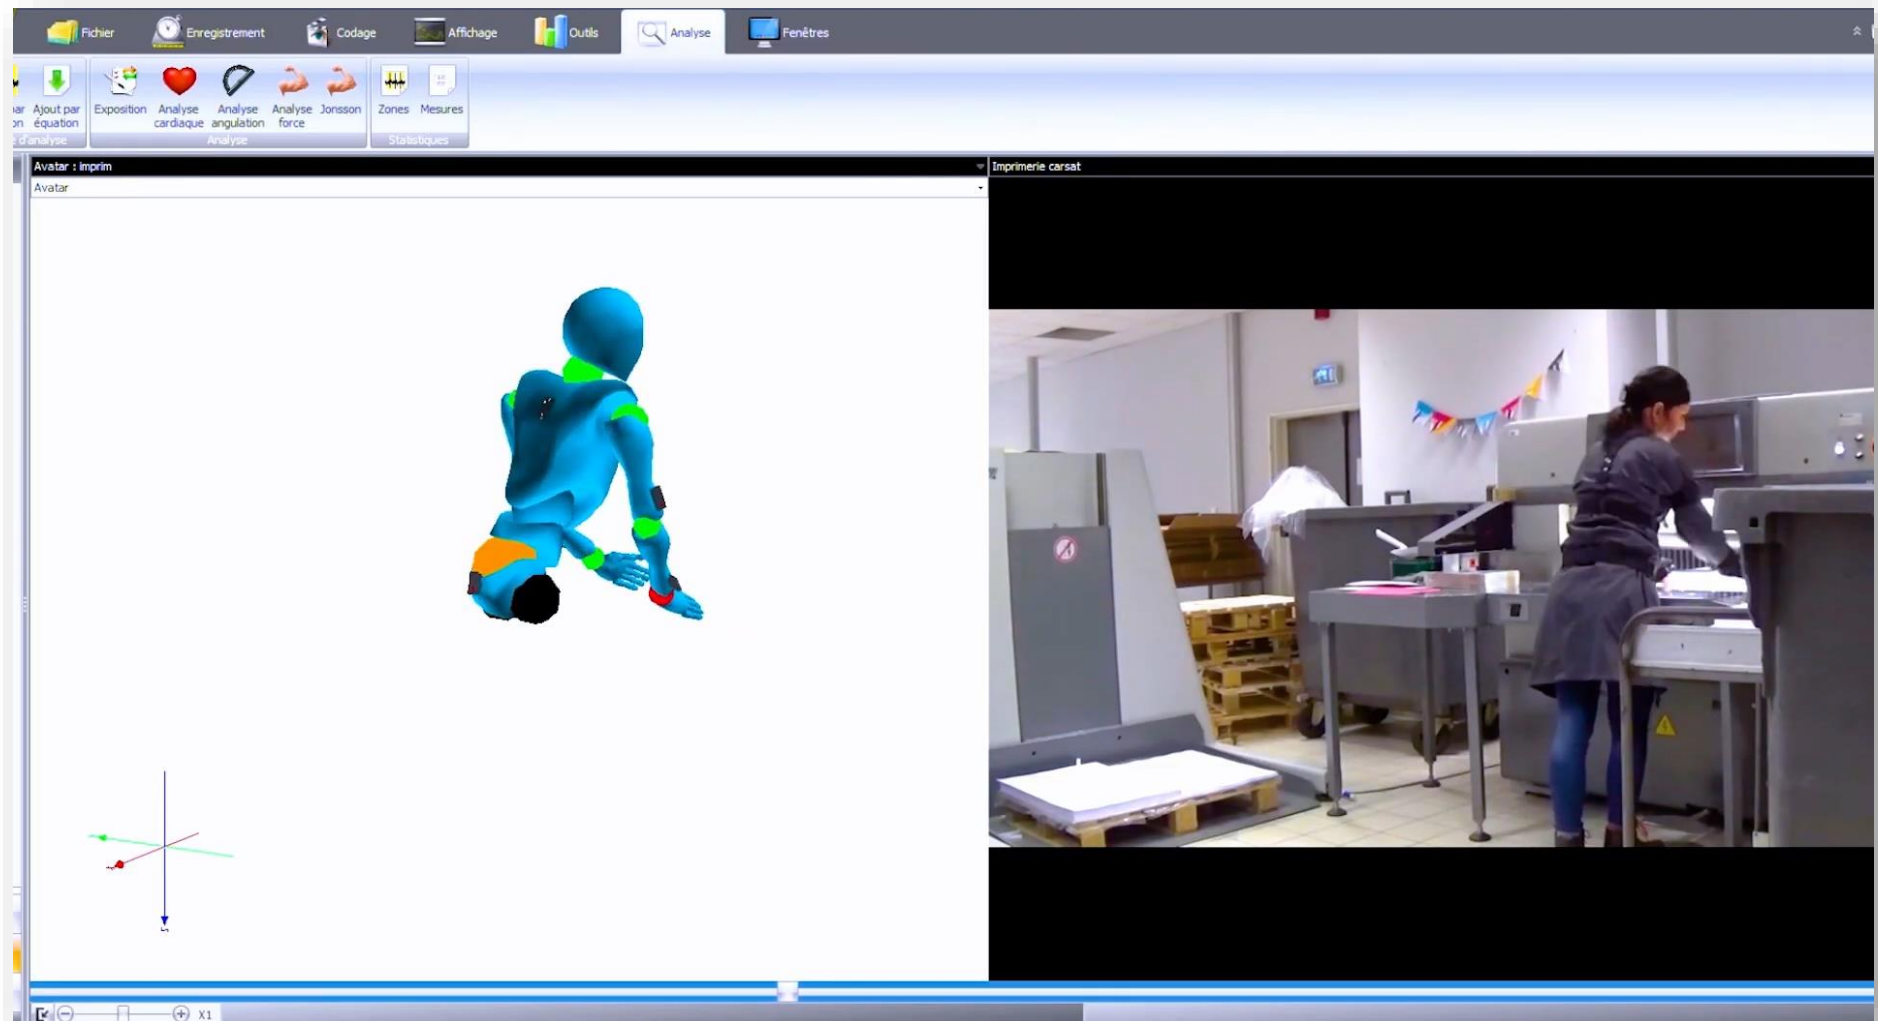 Fichier
Enregistrement
Codage
Affichage
Outils
Analyse
Fenêtres
Ajout par
équation
Exposition
Analyse
cardiaque
Analyse
angulation
Analyse
force
Jonsson
Zones
Mesures
d'analyse
Analyse
Statistiques
Avatar : imprim
Imprimerie carsat
Avatar
X1